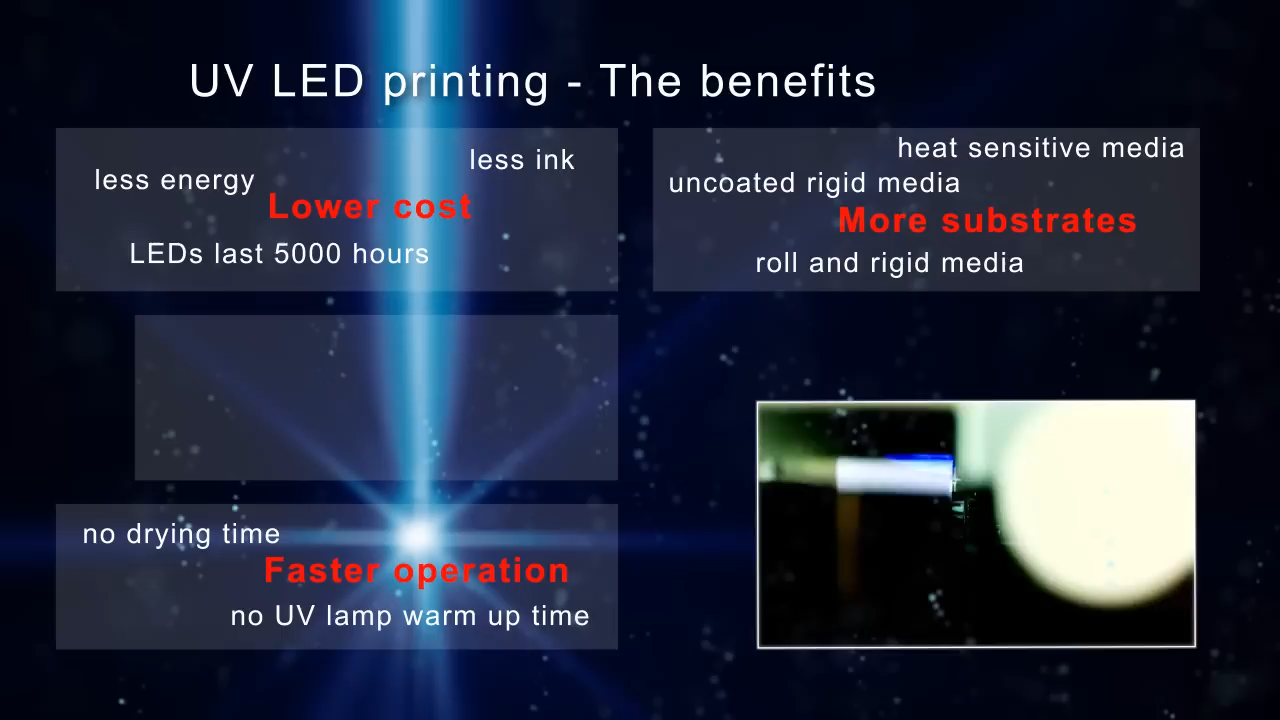 UV LED printing - The benefits
less ink
less energy
Lower cost
LEDs last 5000 hours
heat sensitive media
uncoated rigid media
More substrates
roll and rigid media
no drying time
Faster operation
no UV lamp warm up time